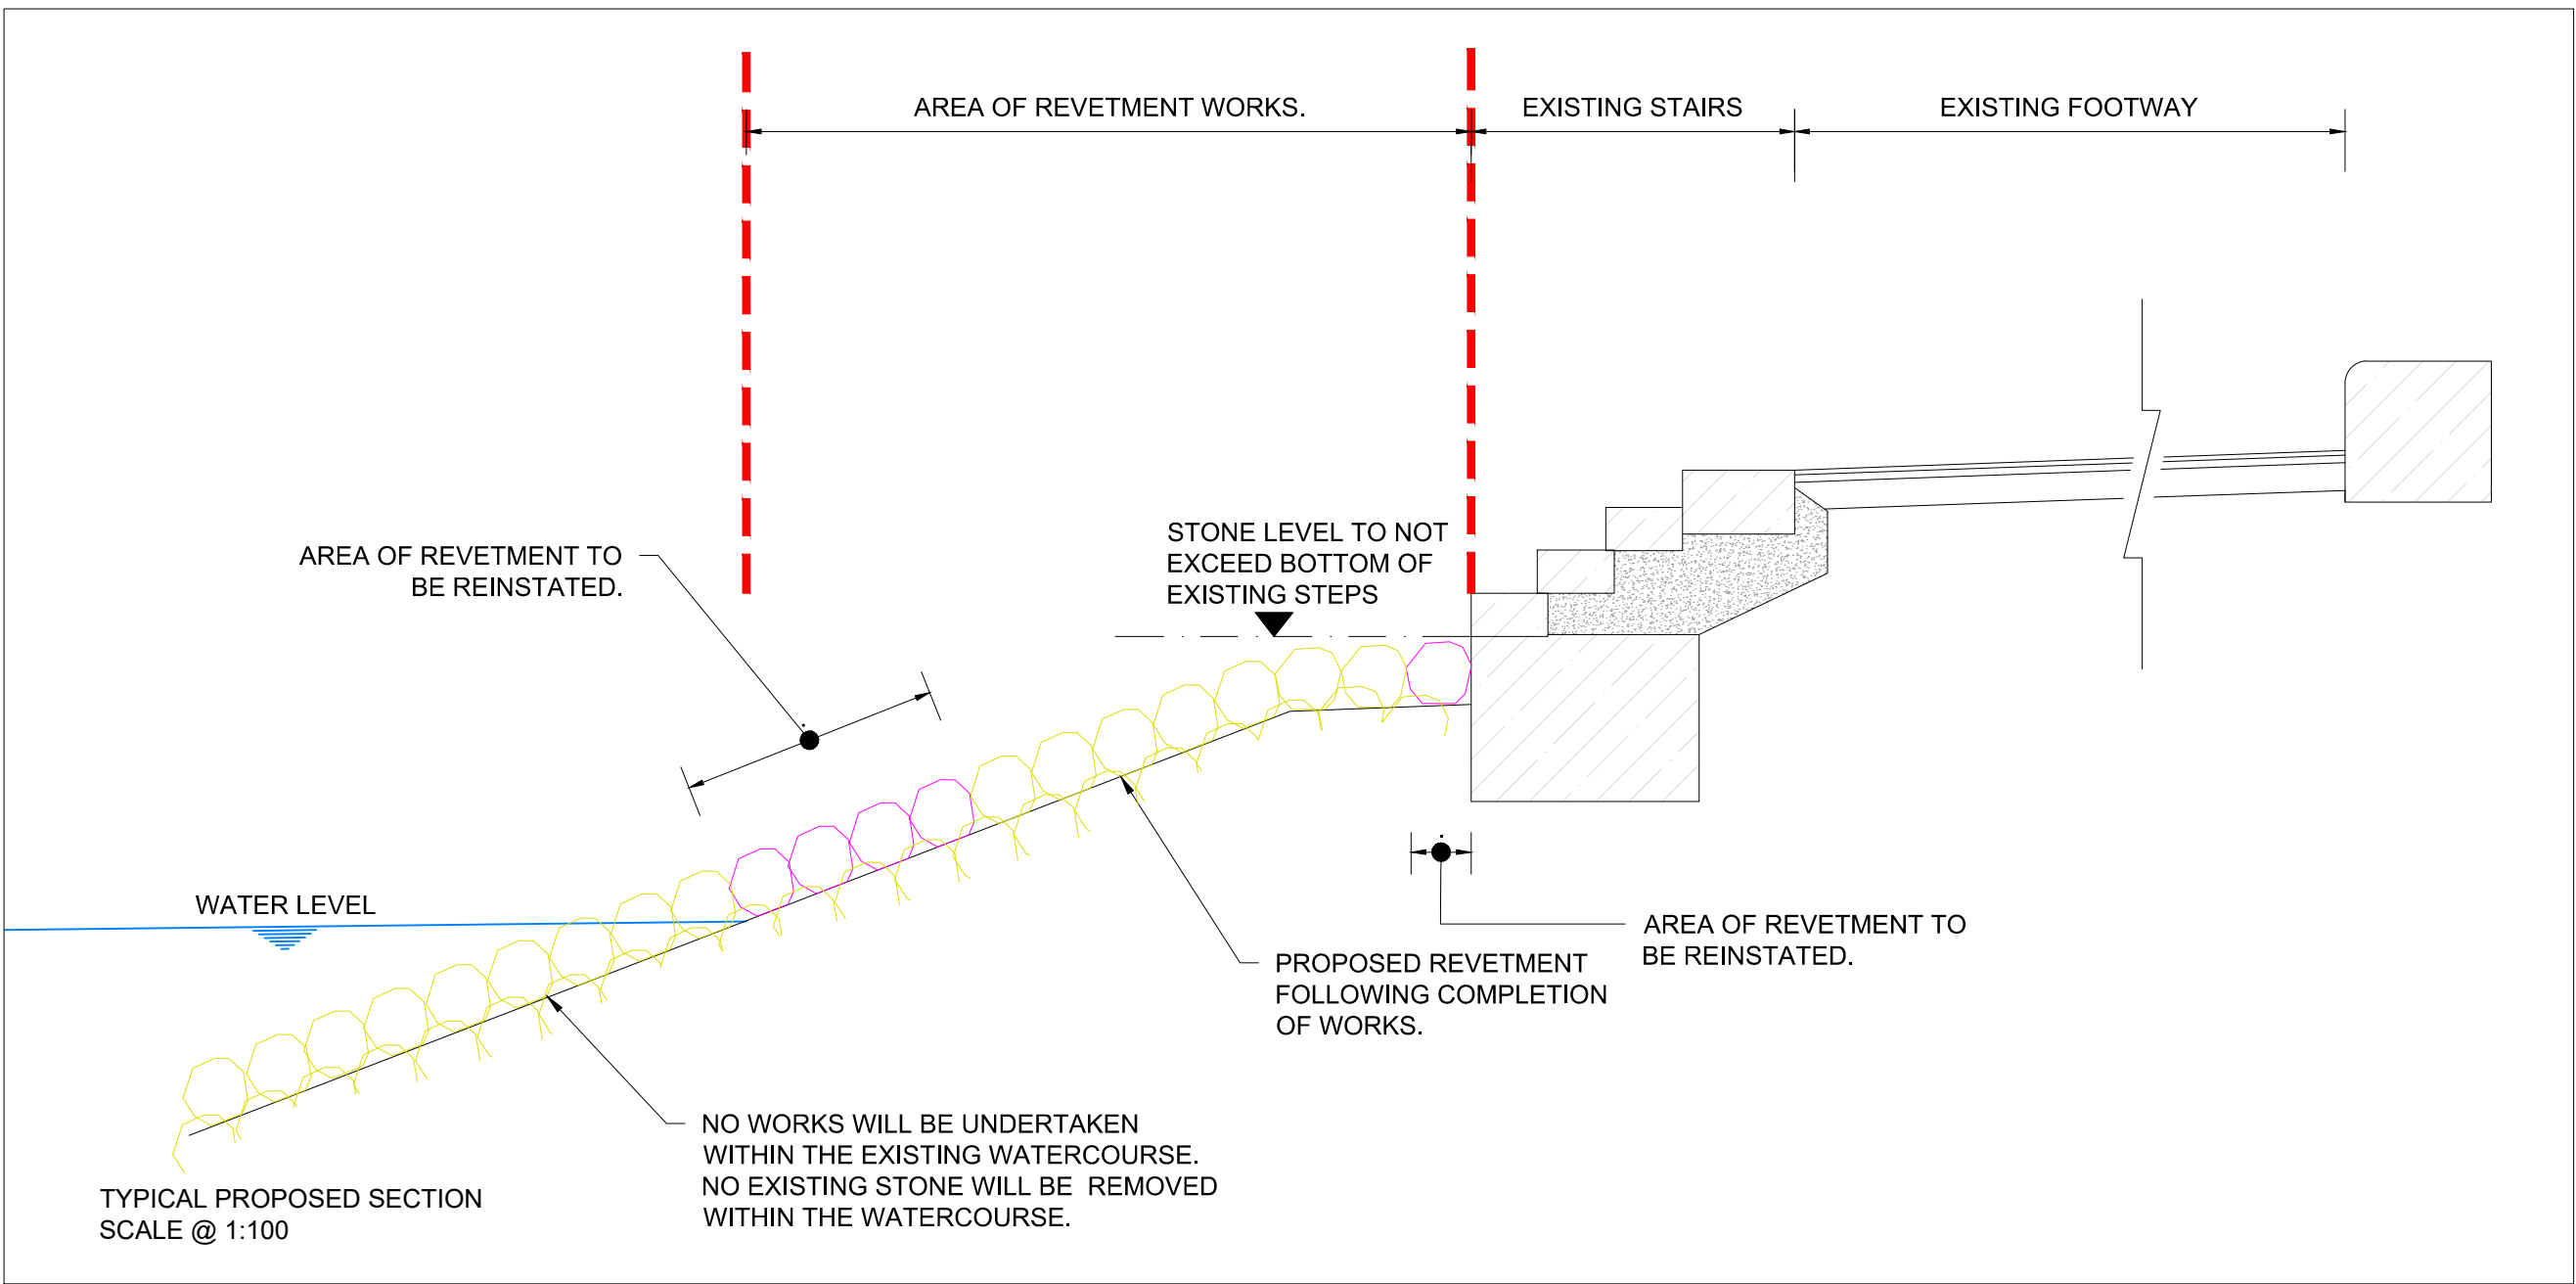 AREA OF REVETMENT WORKS.
EXISTING STAIRS
EXISTING FOOTWAY
STONE LEVEL TO NOT
EXCEED BOTTOM OF
EXISTING STEPS
AREA OF REVETMENT TO
BE REINSTATED.
WATER LEVEL
AREA OF REVETMENT TO
BE REINSTATED.
PROPOSED REVETMENT
FOLLOWING COMPLETION
OF WORKS.
NO WORKS WILL BE UNDERTAKEN
WITHIN THE EXISTING WATERCOURSE.
NO EXISTING STONE WILL BE REMOVED
WITHIN THE WATERCOURSE.
TYPICAL PROPOSED SECTION
SCALE @ 1:100